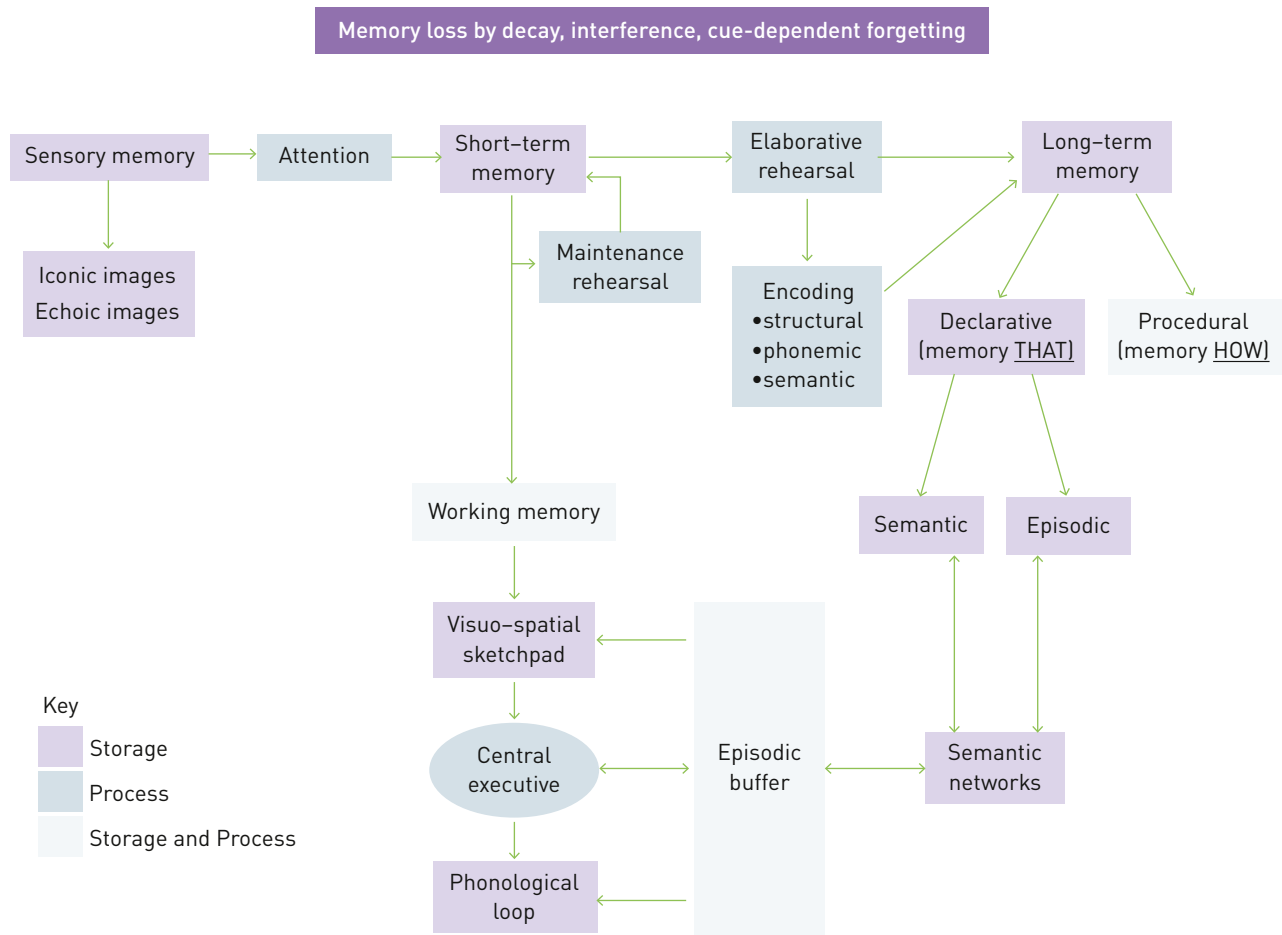 Memory loss by decay, interference, cue-dependent forgetting
Sensory memory
Attention
Short–term
memory
Elaborative
rehearsal
Long–term
memory
Iconic images
Echoic images
Maintenance
rehearsal
Encoding
•structural
•phonemic
•semantic
Declarative
(memory THAT)
Procedural
(memory HOW)
Working memory
Semantic
Episodic
Visuo–spatial
sketchpad
Central
executive
Episodic
buffer
Semantic
networks
Phonological
loop
Key
Storage
Process
Storage and Process